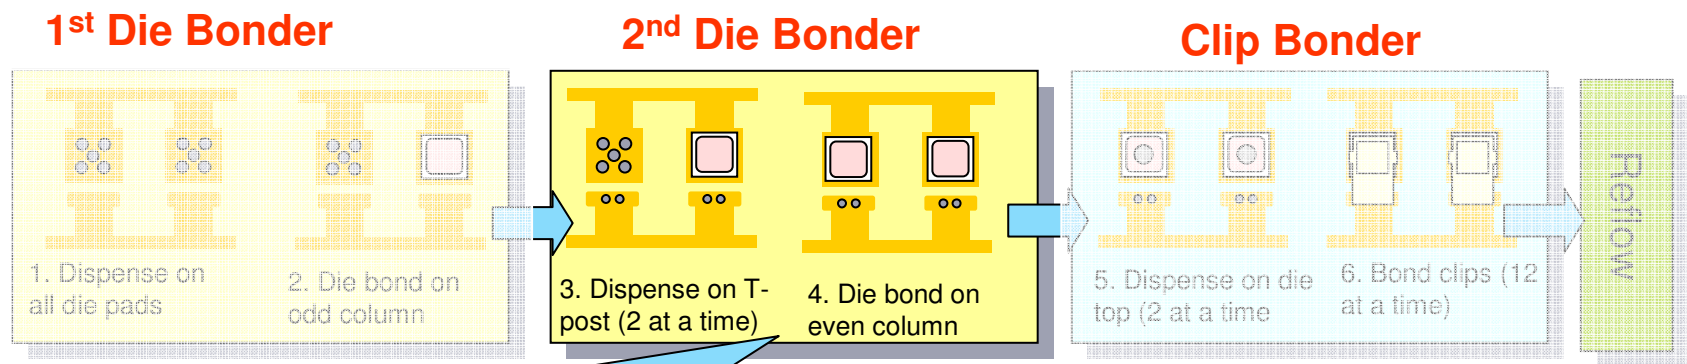 1st Die Bonder
2nd Die Bonder
Clip Bonder
1. Dispense on
all die pads
2. Die bond on
odd column
3. Dispense on T-
post (2 at a time)
4. Die bond on
even column
5. Dispense on die
top (2 at a time
6. Bond clips (12
at a time)
Reflow